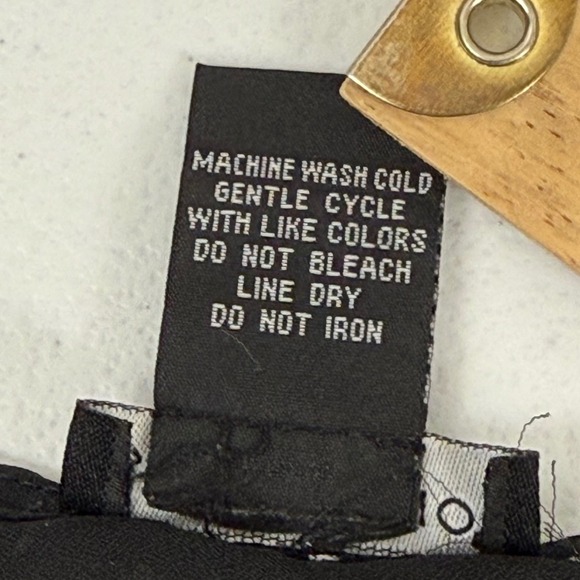 MACHINE WASH COLD
GENTLE CYCLE
WITH LIKE COLORS
DO NOT BLEACH
LINE DRY
DO NOT IRON